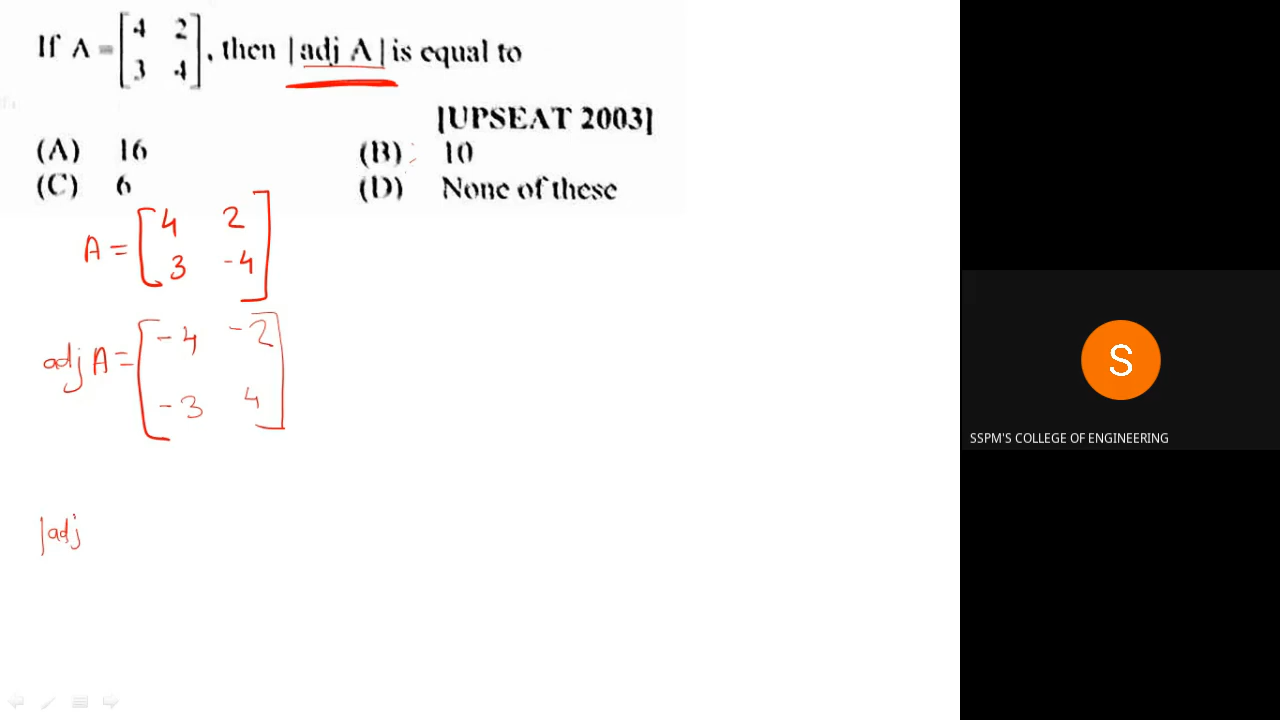 If A = [4 2
3 4], then |adj A| is equal to
[UPSEAT 2003]
(A) 16 (B) 10
(C) 6 (D) None of these
A = [4 2
3 -4]
adj A = [-4 -2
-3 4]
|adj
S
SSPM'S COLLEGE OF ENGINEERING